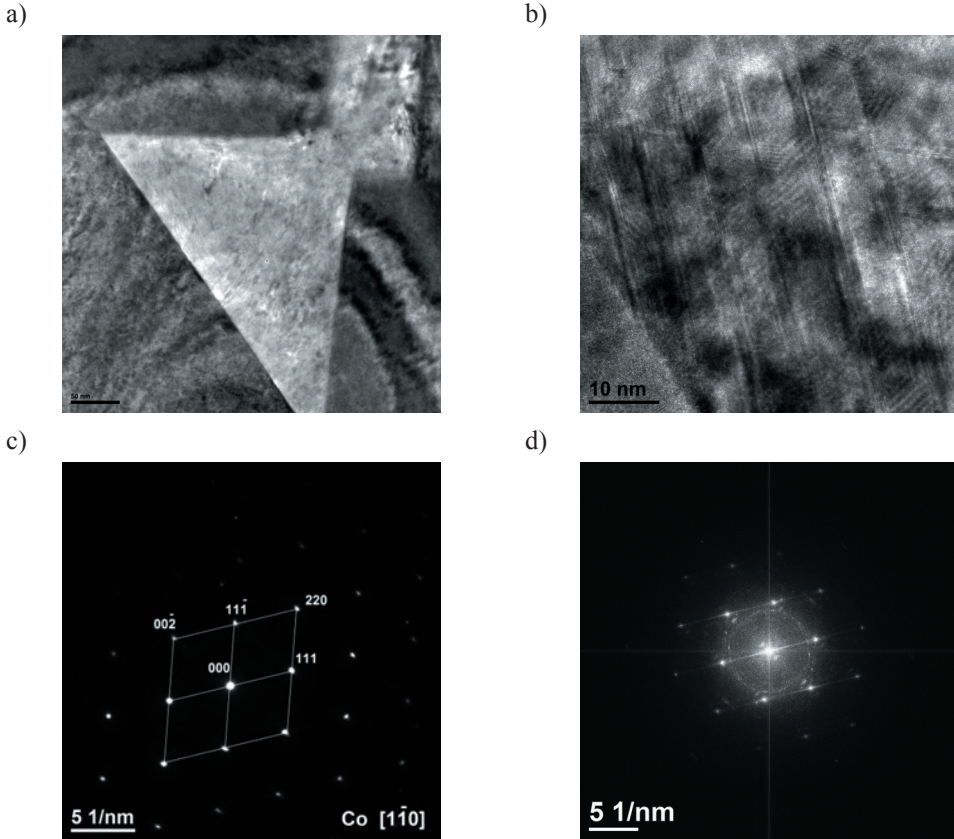 a)
b)
50 nm
10 nm
c)
d)
220
111̄
002̄
000
111
5 1/nm
Co [11̄0]
5 1/nm